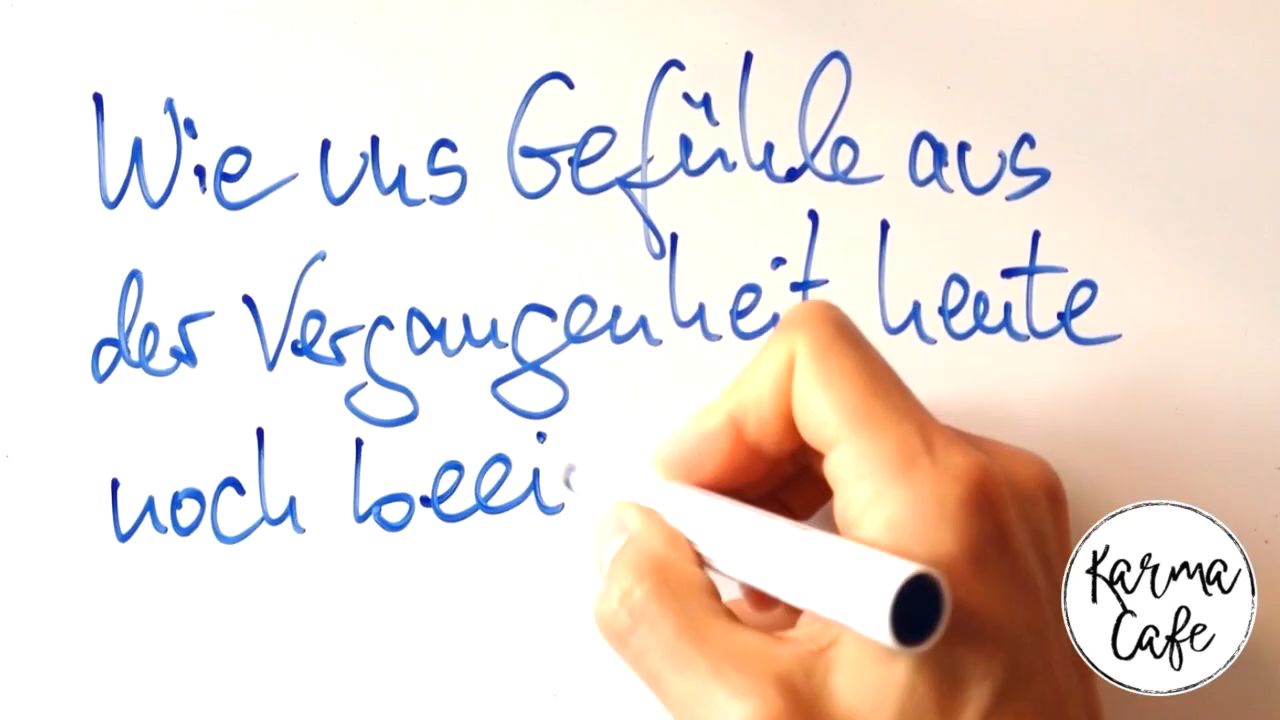 Wie uns Gefühle aus
der Vergangenheit heute
noch beei
Karma
Cafe